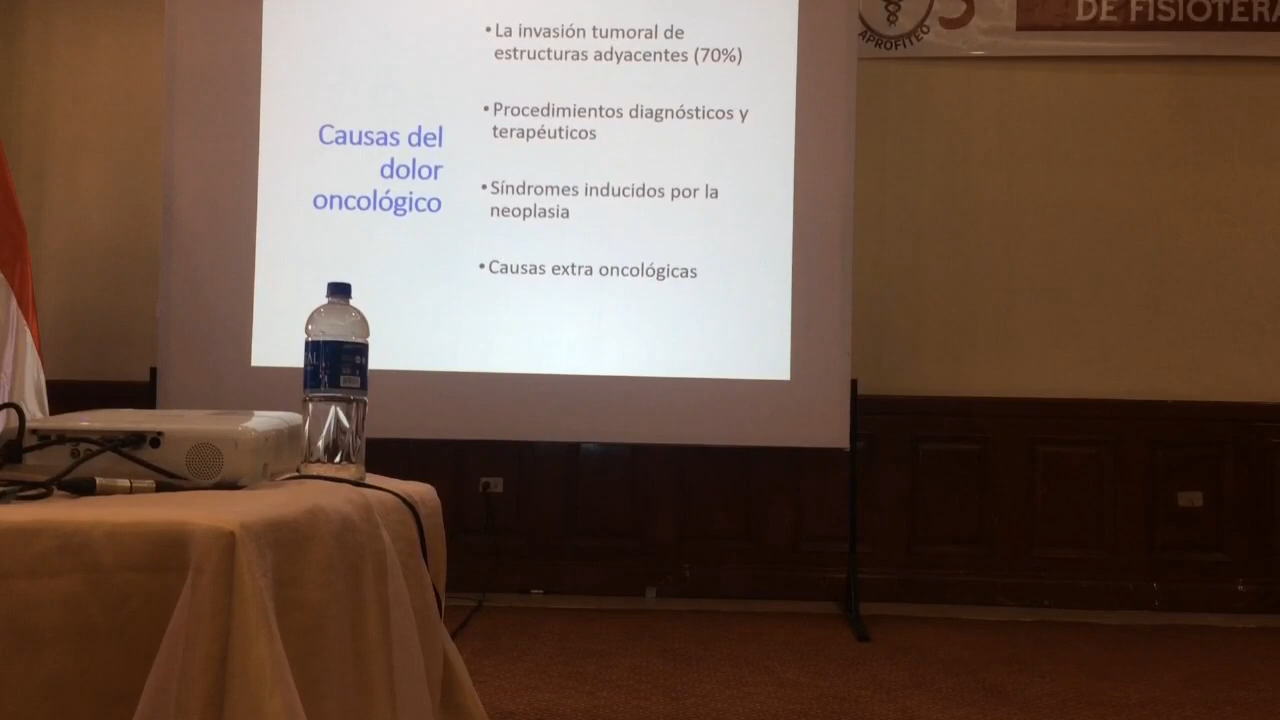 • La invasión tumoral de
estructuras adyacentes (70%)
• Procedimientos diagnósticos y
terapéuticos
• Síndromes inducidos por la
neoplasia
• Causas extra oncológicas
Causas del
dolor
oncológico
APROFITEO
DE FISIOTERA